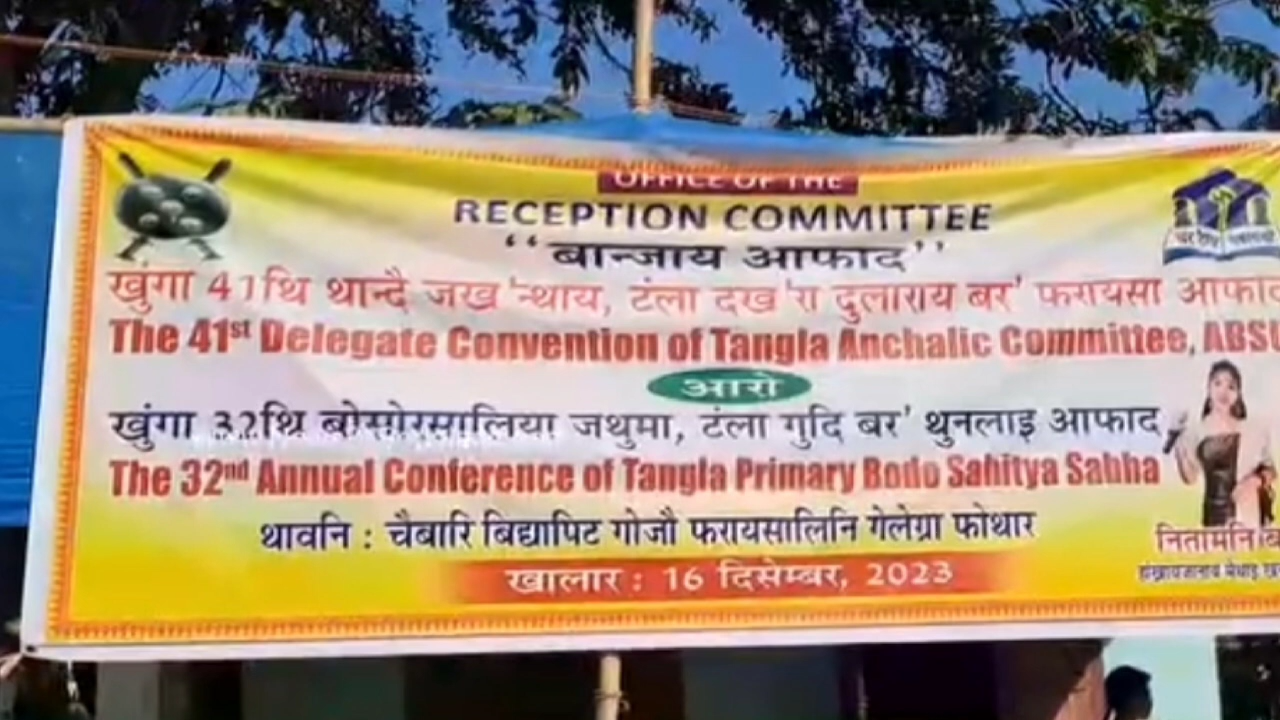 OFFICE OF THE
RECEPTION COMMITTEE
“बान्जाय आफाद”
खुंगा 41थि थान्दै जख'न्थाय, टंला दख'रा दुलाराय बर' फरायसा आफाद
The 41st Delegate Convention of Tangla Anchalic Committee, ABSU
आरो
खुंगा 32थि बोसोरसालिया जथुमा, टंला गुदि बर' थुनलाइ आफाद
The 32nd Annual Conference of Tangla Primary Bodo Sahitya Sabha
थावनि : चैबारि बिद्यापिट गोजौ फरायसालिनि गेलेग्रा फोथार
खालार : 16 दिसेम्बर, 2023
नितामनि